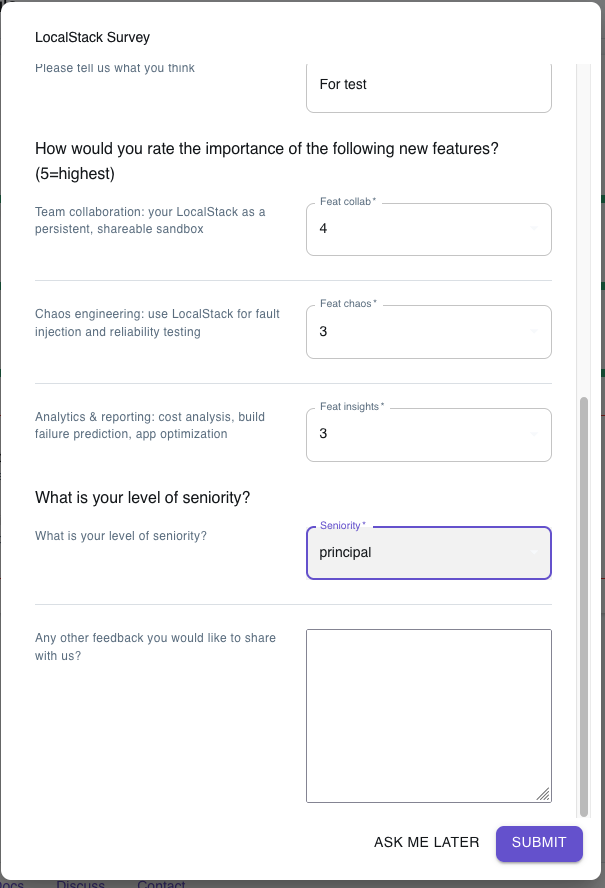 LocalStack Survey
Please tell us what you think
For test
How would you rate the importance of the following new features?
(5=highest)
Team collaboration: your LocalStack as a
persistent, shareable sandbox
Feat collab *
4
Chaos engineering: use LocalStack for fault
injection and reliability testing
Feat chaos *
3
Analytics & reporting: cost analysis, build
failure prediction, app optimization
Feat insights *
3
What is your level of seniority?
What is your level of seniority?
Seniority *
principal
Any other feedback you would like to share
with us?
ASK ME LATER
SUBMIT
Discuss
Contact